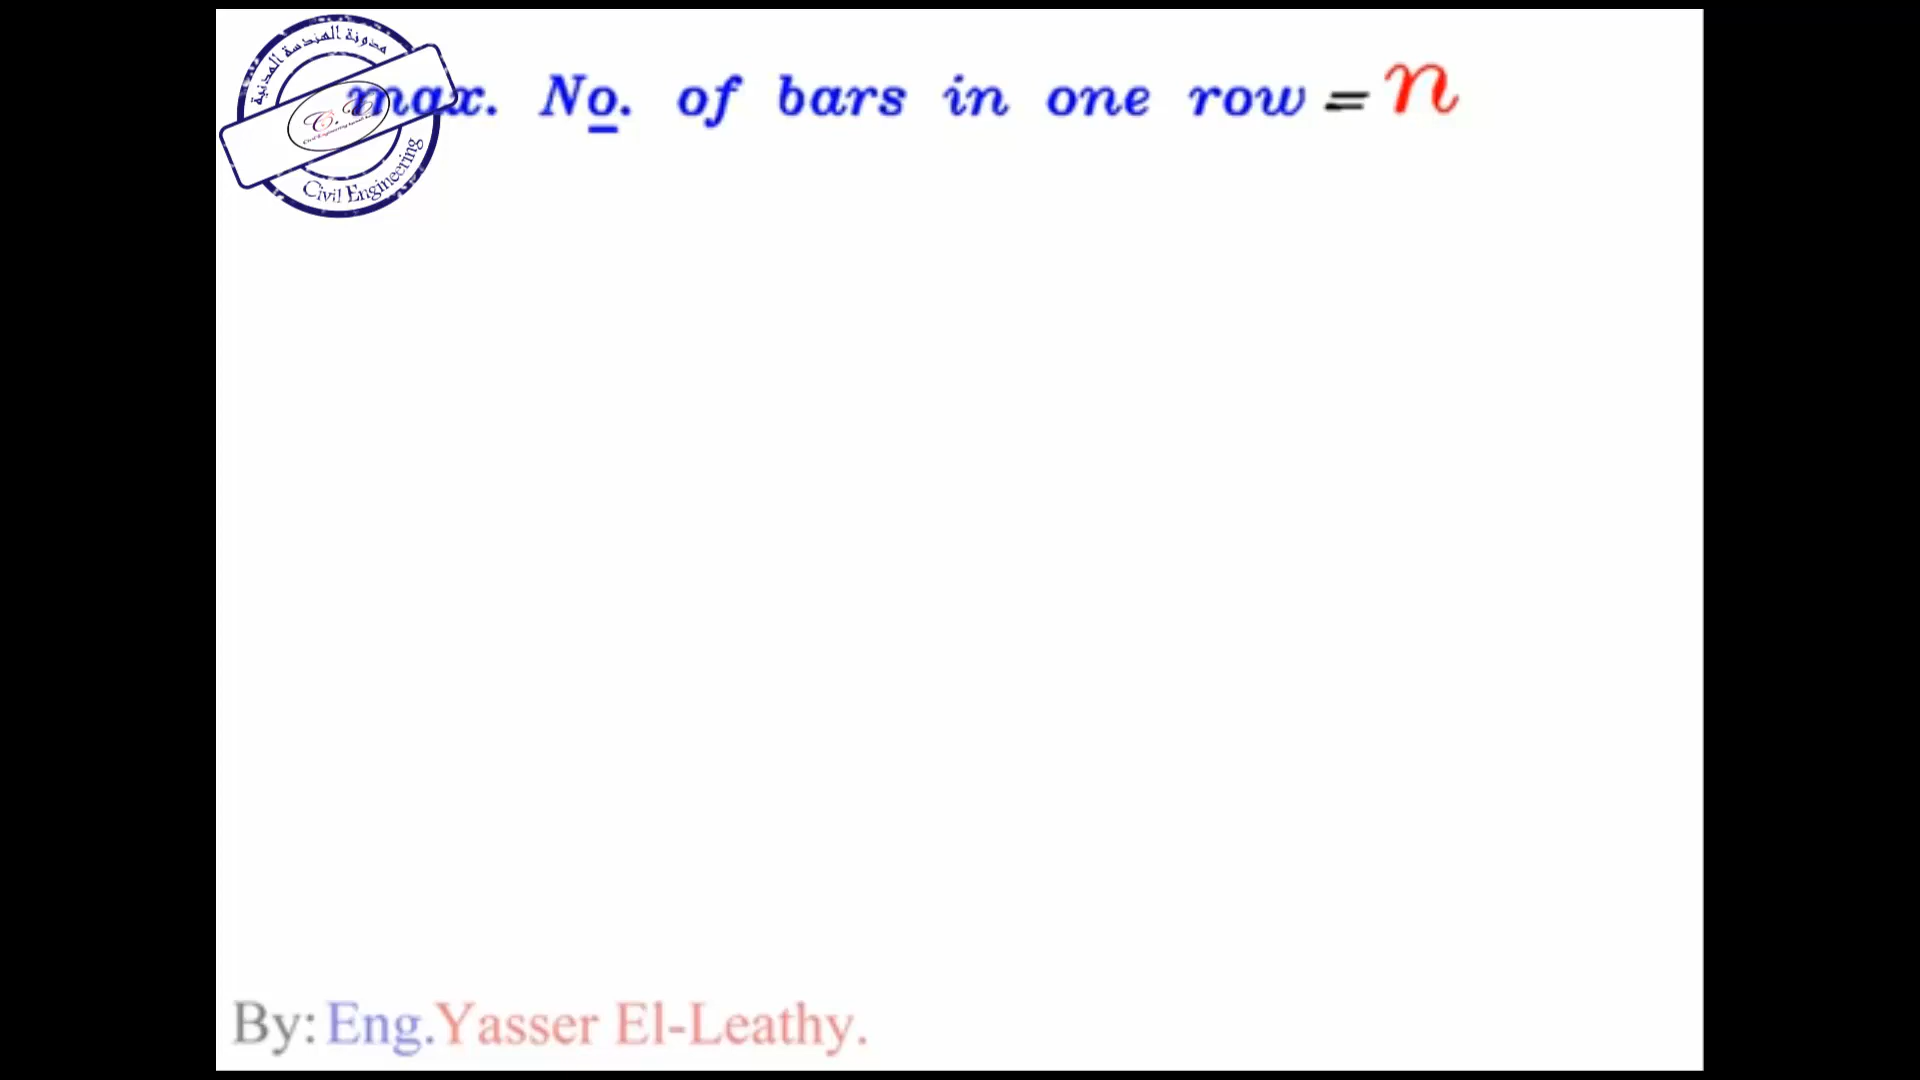 مدونة الهندسة المدنية
max. No. of bars in one row = n
C.
Civil Engineering
By: Eng. Yasser El-Leathy.